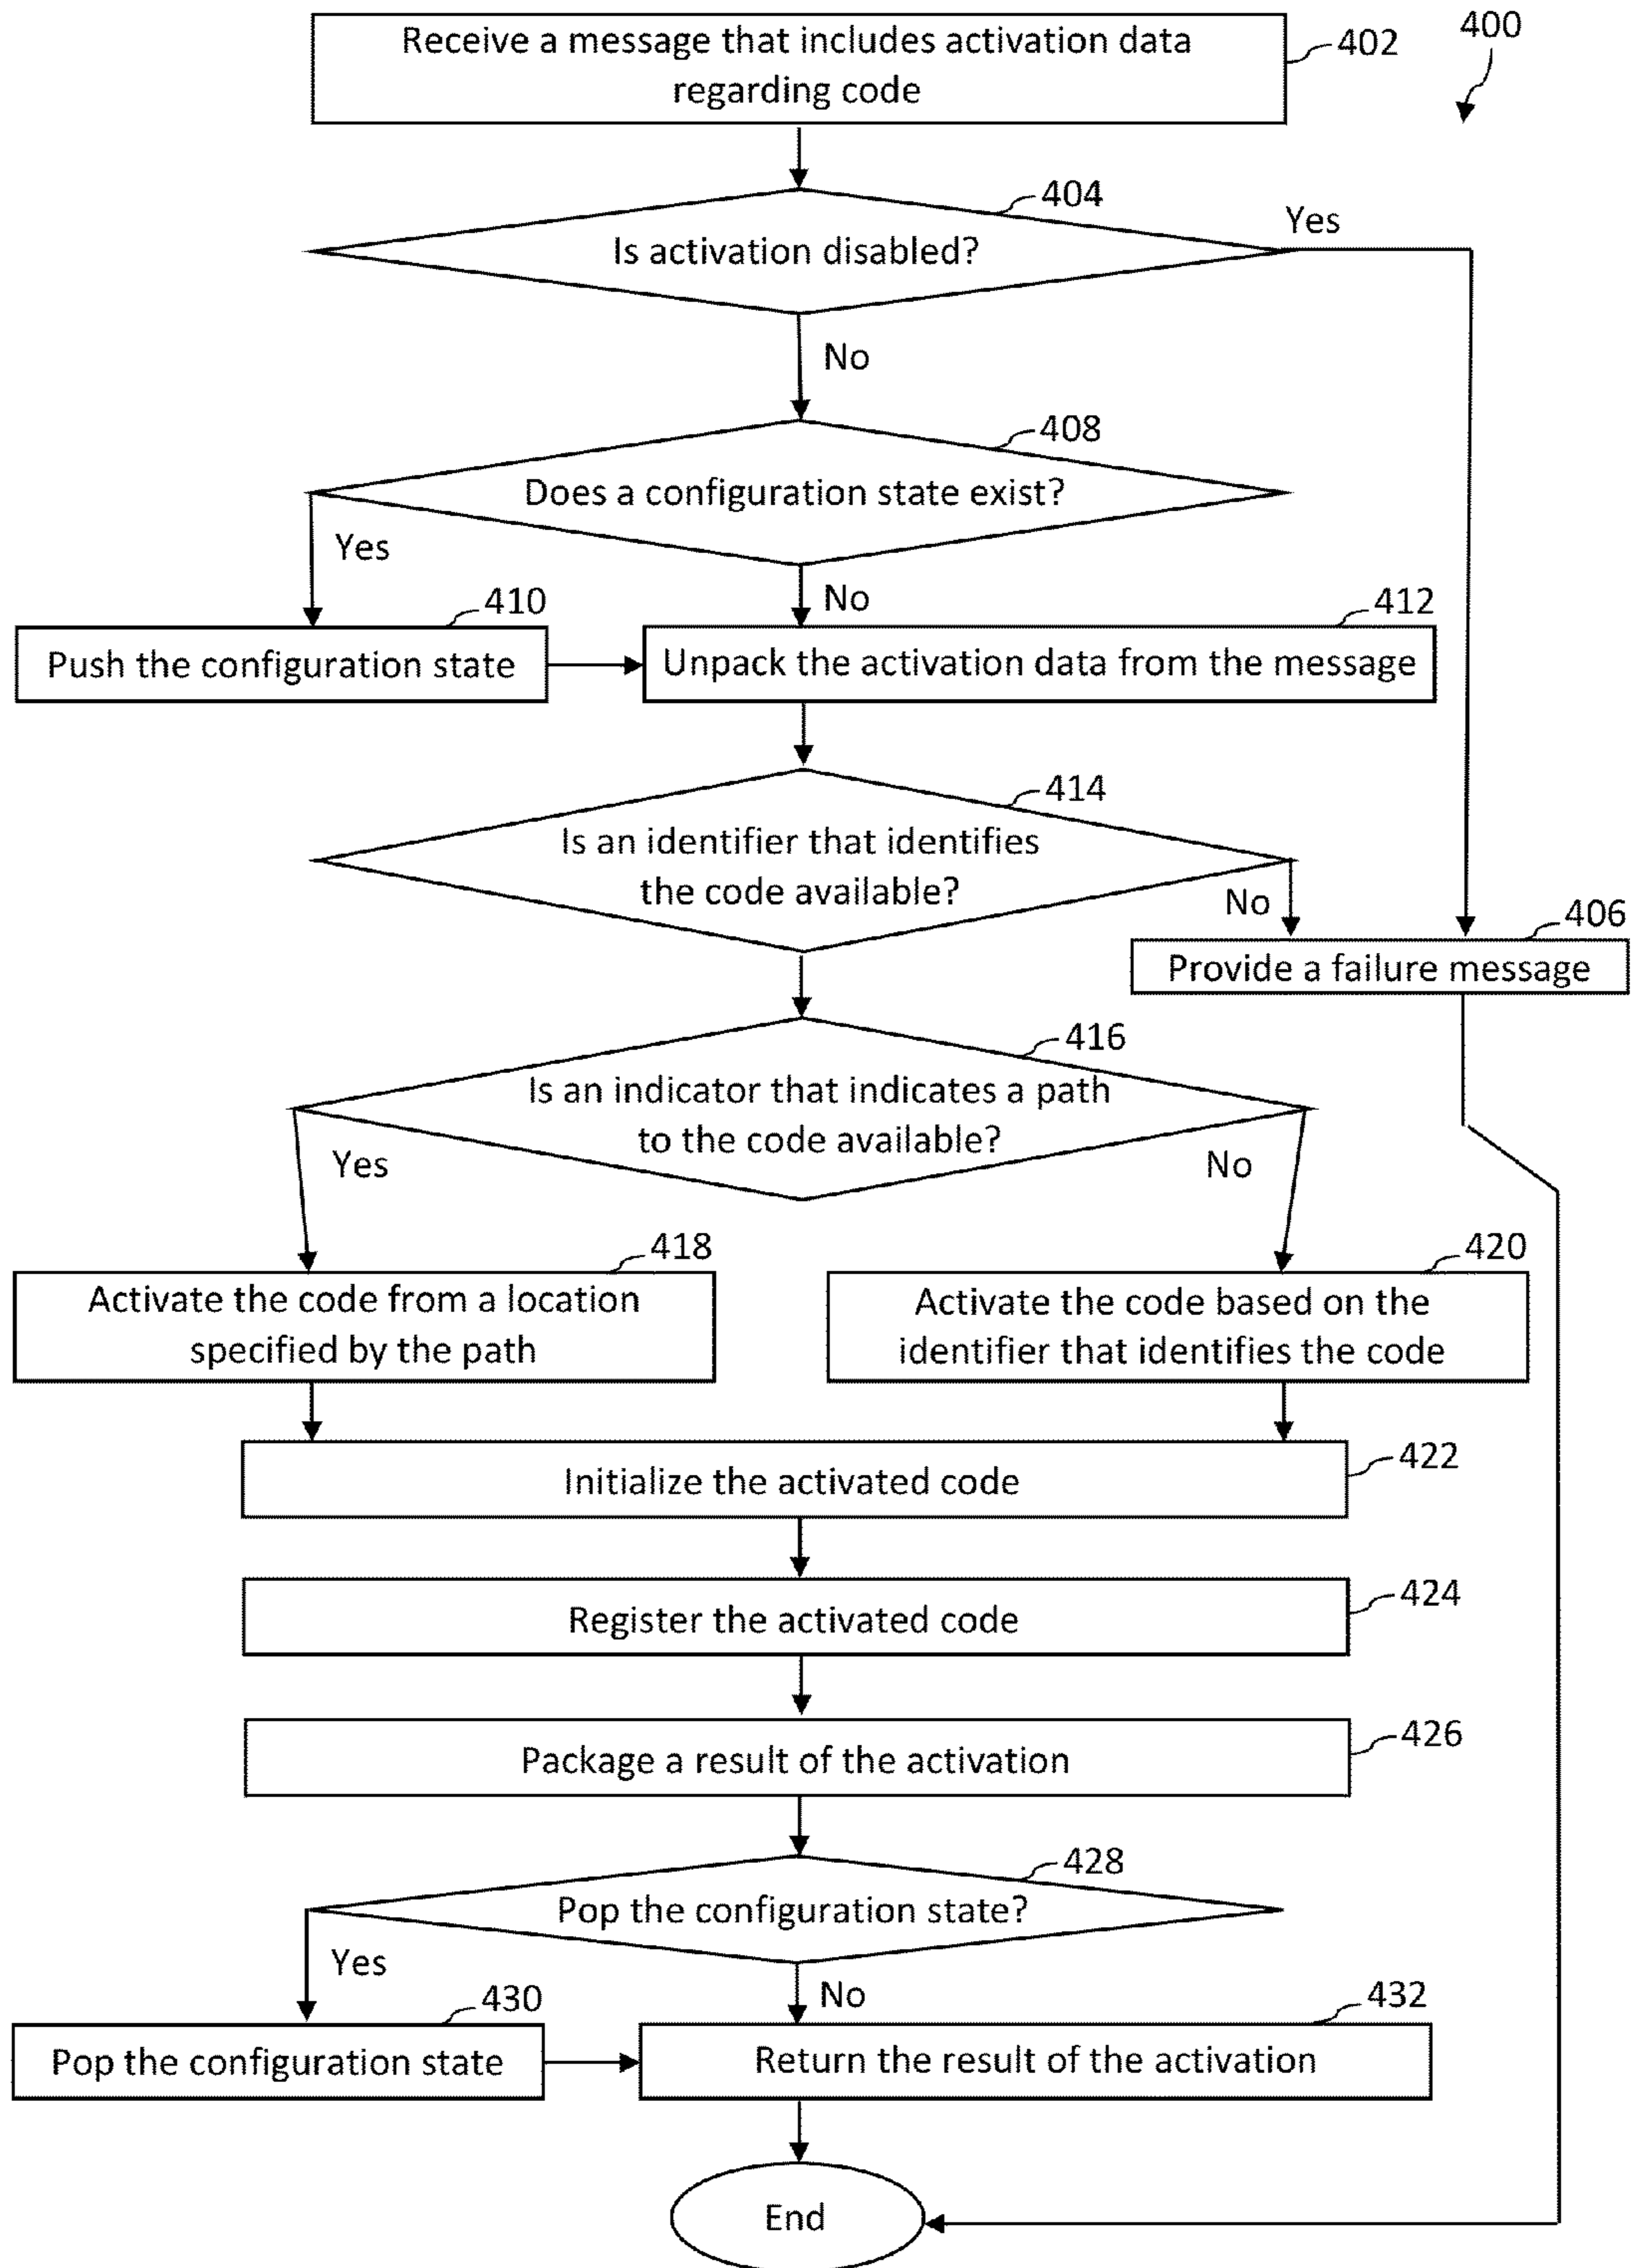 400
Receive a message that includes activation data
regarding code
402
404
Is activation disabled?
Yes
No
408
Does a configuration state exist?
Yes
No
410
Push the configuration state
412
Unpack the activation data from the message
414
Is an identifier that identifies
the code available?
No
406
Provide a failure message
416
Is an indicator that indicates a path
to the code available?
Yes
No
418
Activate the code from a location
specified by the path
420
Activate the code based on the
identifier that identifies the code
Initialize the activated code
422
Register the activated code
424
Package a result of the activation
426
428
Pop the configuration state?
Yes
No
430
Pop the configuration state
432
Return the result of the activation
End